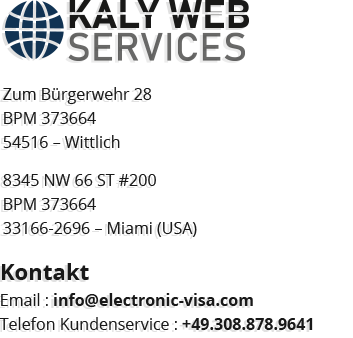 KALY WEB
SERVICES
Zum Bürgerwehr 28
BPM 373664
54516 – Wittlich
8345 NW 66 ST #200
BPM 373664
33166-2696 – Miami (USA)
Kontakt
Email : info@electronic-visa.com
Telefon Kundenservice : +49.308.878.9641